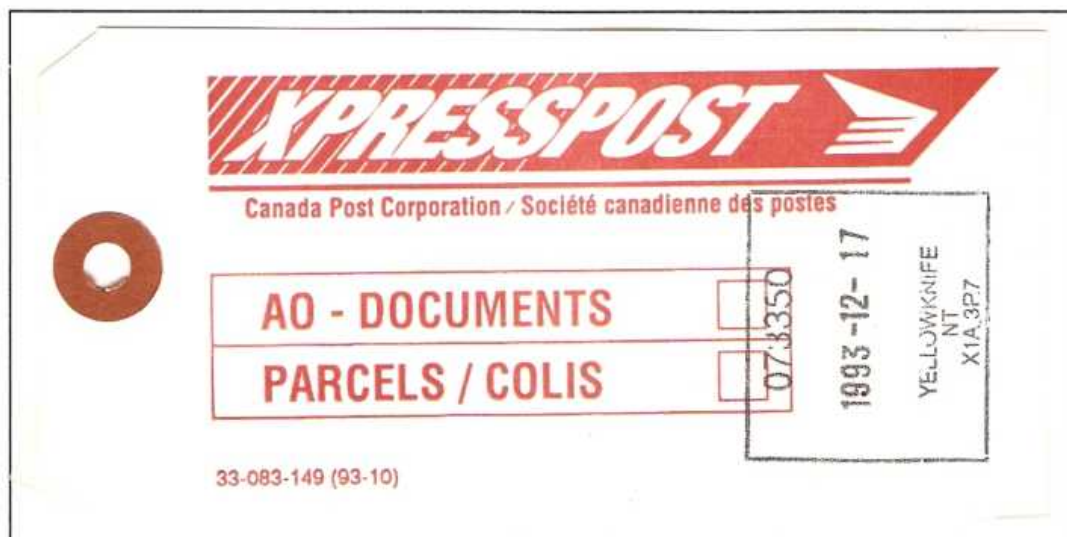 XPRESSPOST
Canada Post Corporation / Société canadienne des postes
AO - DOCUMENTS
PARCELS / COLIS
33-083-149 (93-10)
0733350
1993-12-17
YELLOWKNIFE
NT
X1A 3P7